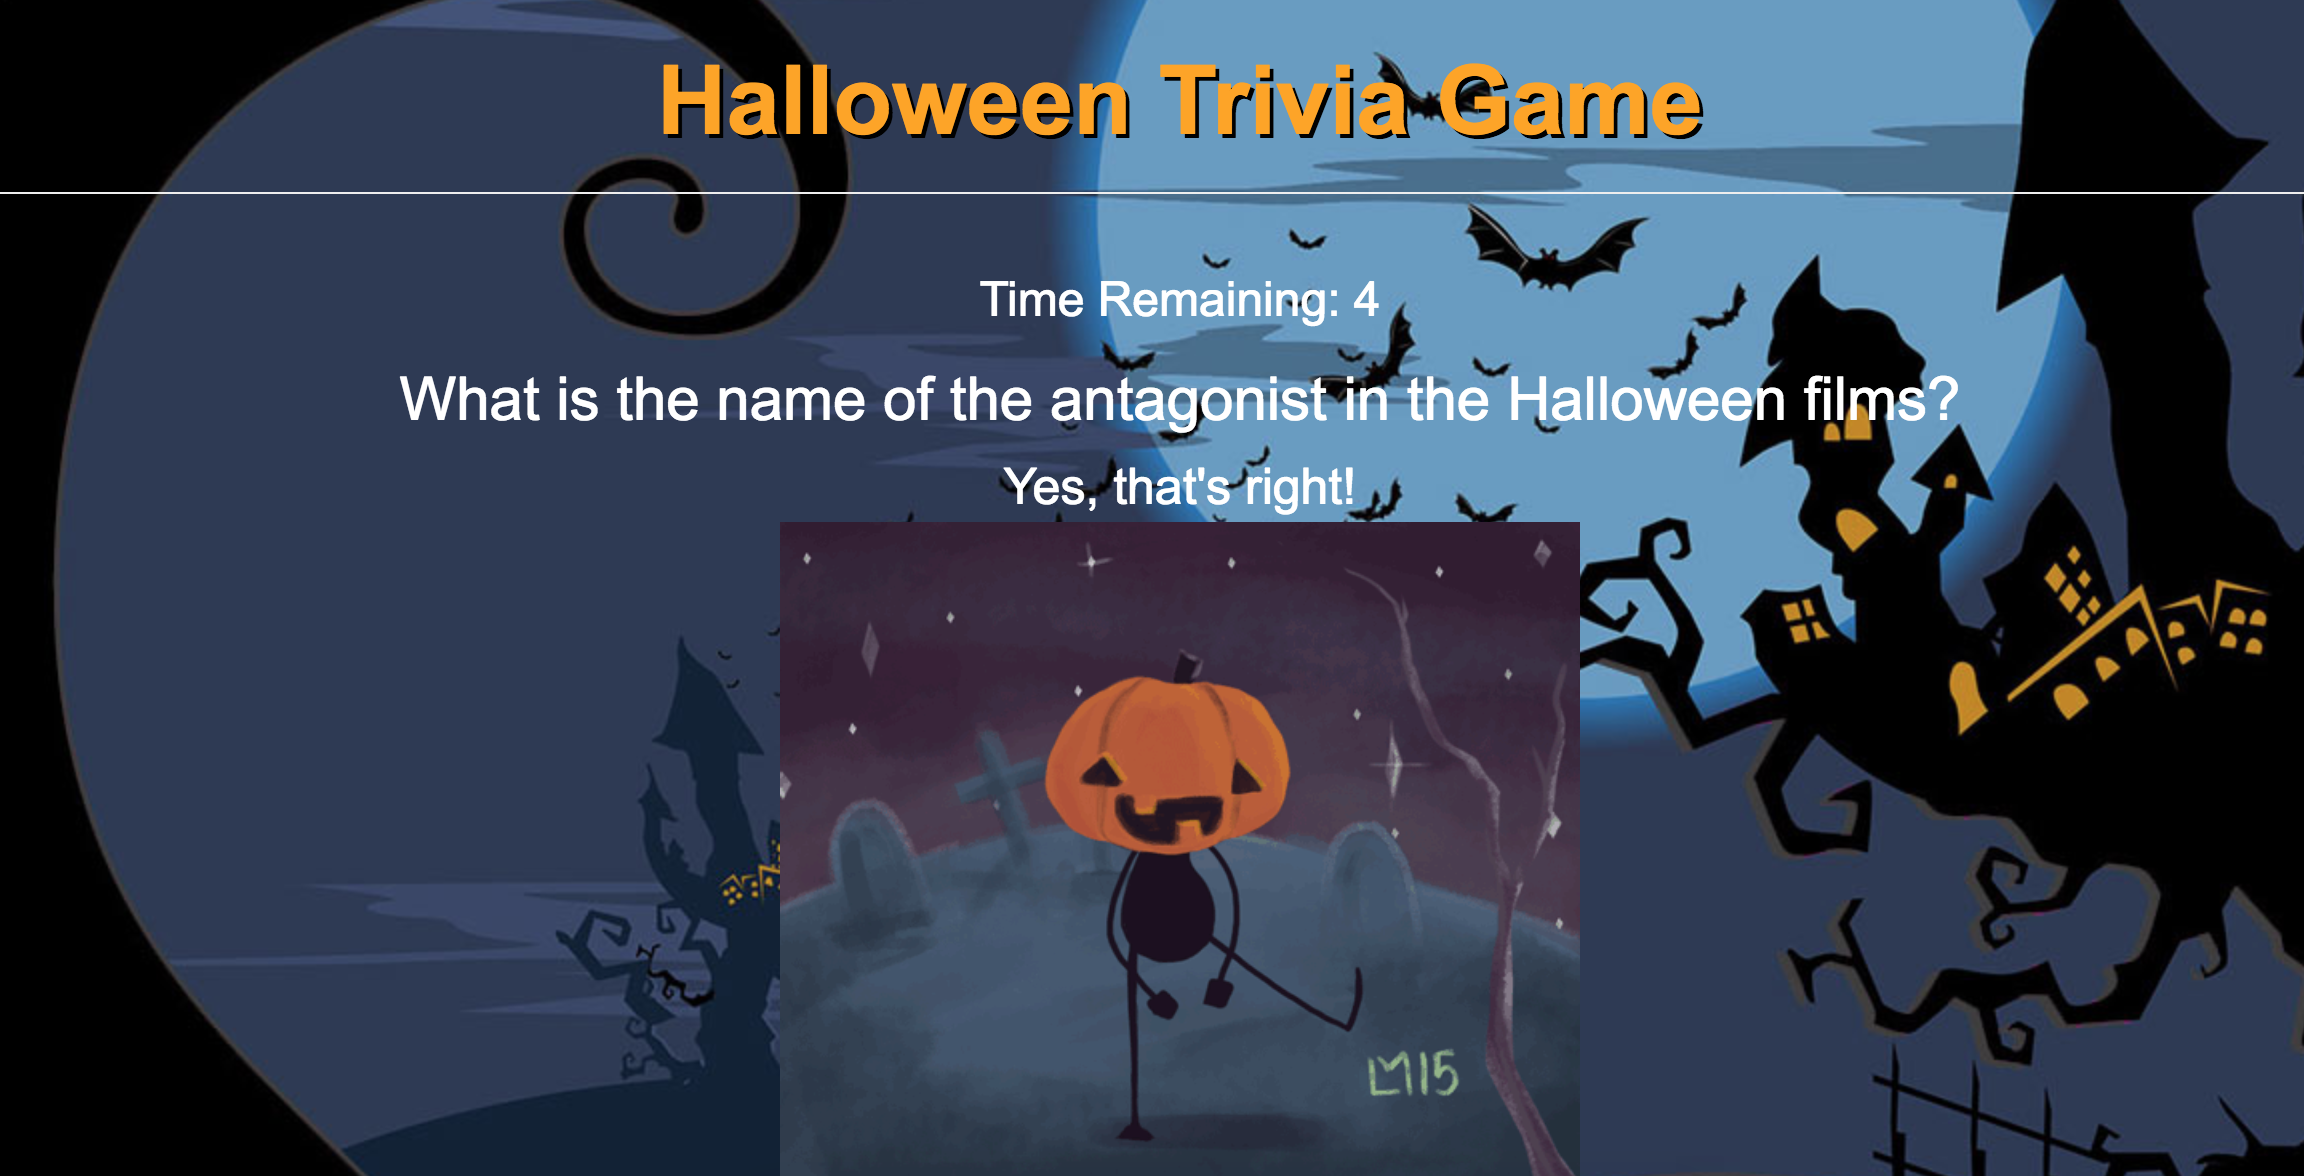 Halloween Trivia Game
Time Remaining: 4
What is the name of the antagonist in the Halloween films?
Yes, that's right!
LM15